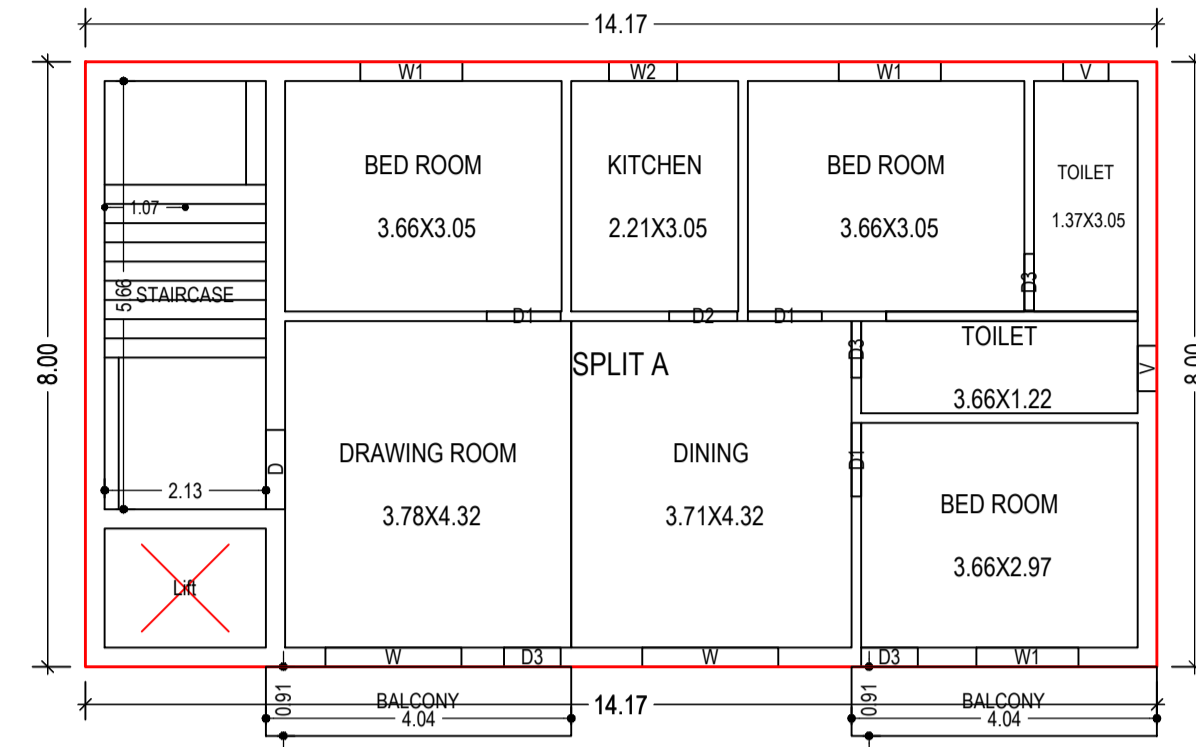 14.17
W1
W2
W1
V
BED ROOM
3.66X3.05
KITCHEN
2.21X3.05
BED ROOM
3.66X3.05
TOILET
1.37X3.05
1.07
5.66
STAIRCASE
D3
D1
D2
D1
8.00
8.00
SPLIT A
D3
TOILET
3.66X1.22
V
DRAWING ROOM
3.78X4.32
DINING
3.71X4.32
D1
D
2.13
BED ROOM
3.66X2.97
Lift
W
D3
W
D3
W1
0.91
BALCONY
4.04
14.17
0.91
BALCONY
4.04